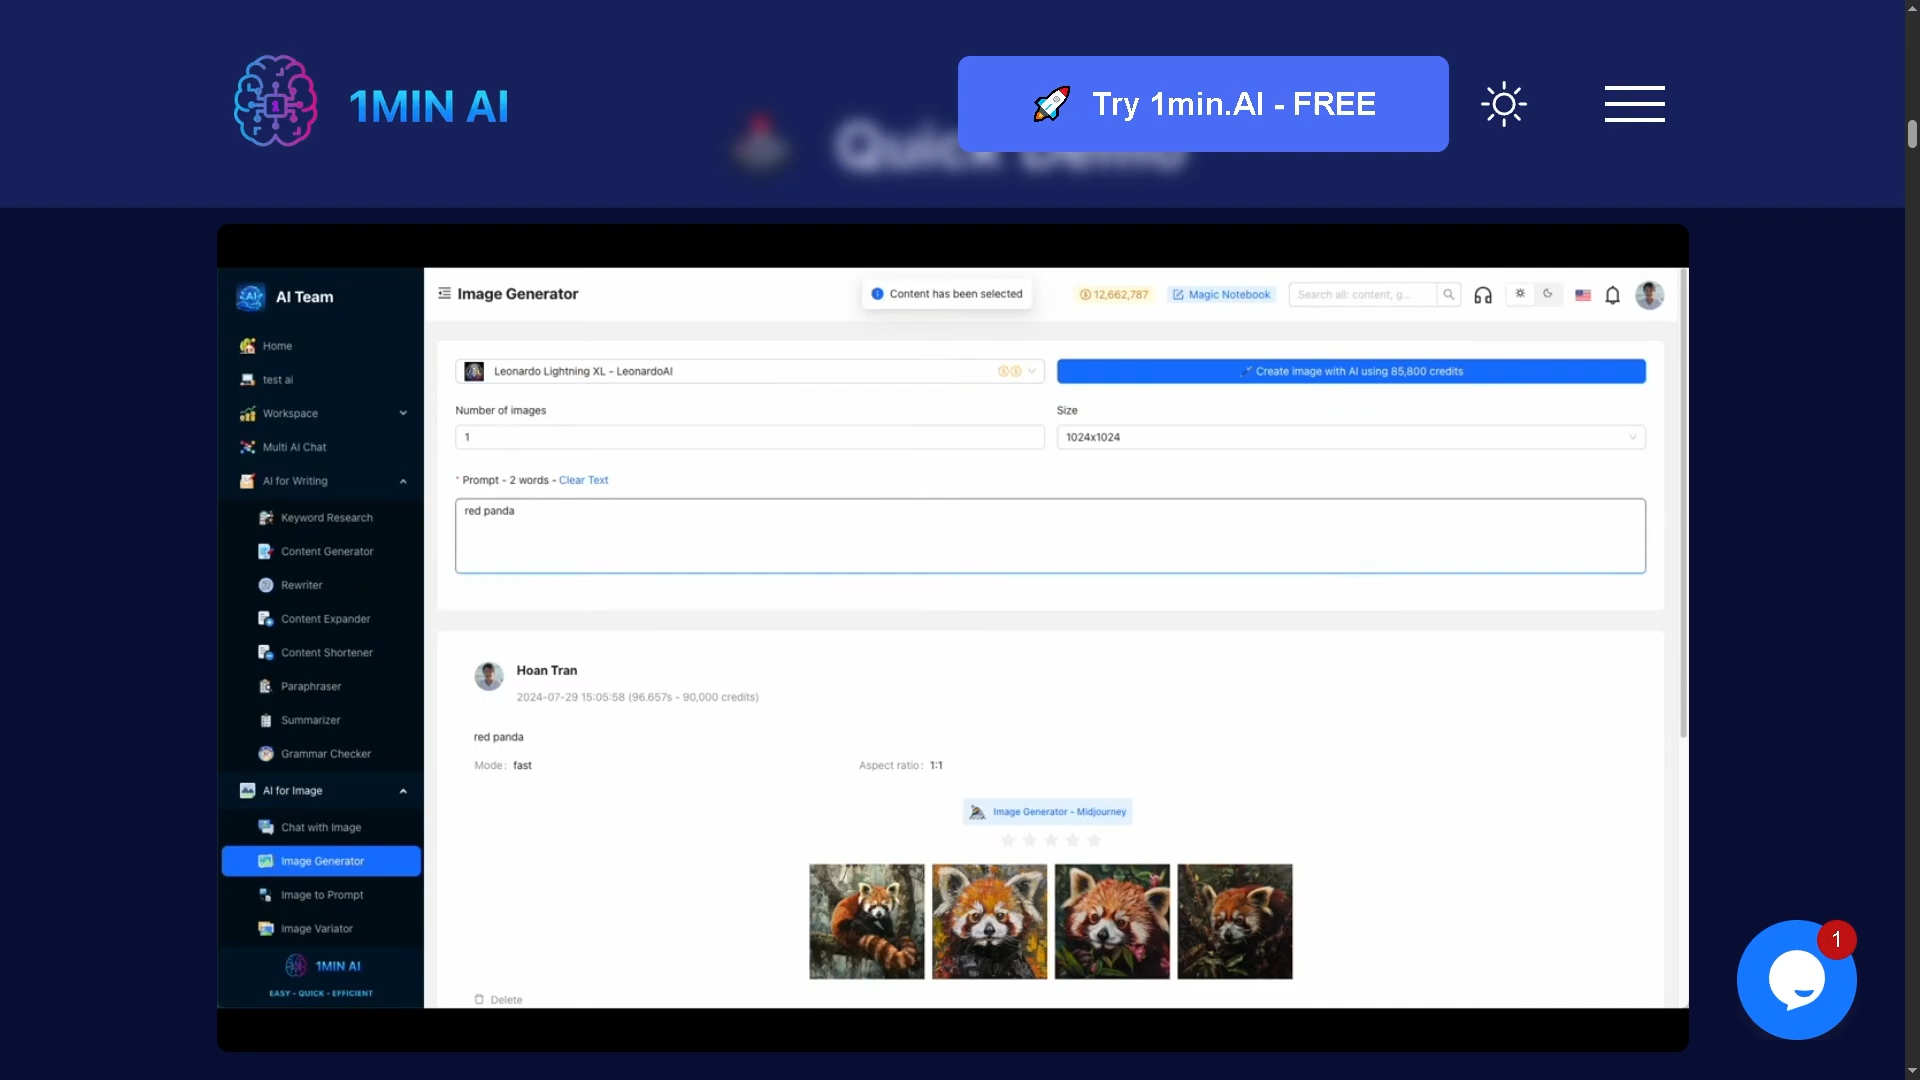 1MIN AI
🚀 Try 1min.AI - FREE
Quick Demo
AI Team
Home
test ai
Workspace
Multi AI Chat
AI for Writing
Keyword Research
Content Generator
Rewriter
Content Expander
Content Shortener
Paraphraser
Summarizer
Grammar Checker
AI for Image
Chat with Image
Image Generator
Image to Prompt
Image Variator
1MIN AI
EASY - QUICK - EFFICIENT
Image Generator
Content has been selected
12,662,787
Magic Notebook
Search all: content, g...
Leonardo Lightning XL - LeonardoAI
Create image with AI using 85,800 credits
Number of images
Size
1
1024x1024
* Prompt - 2 words - Clear Text
red panda
Hoan Tran
2024-07-29 15:05:58 (96.657s - 90,000 credits)
red panda
Mode: fast
Aspect ratio: 1:1
Image Generator - Midjourney
Delete
1